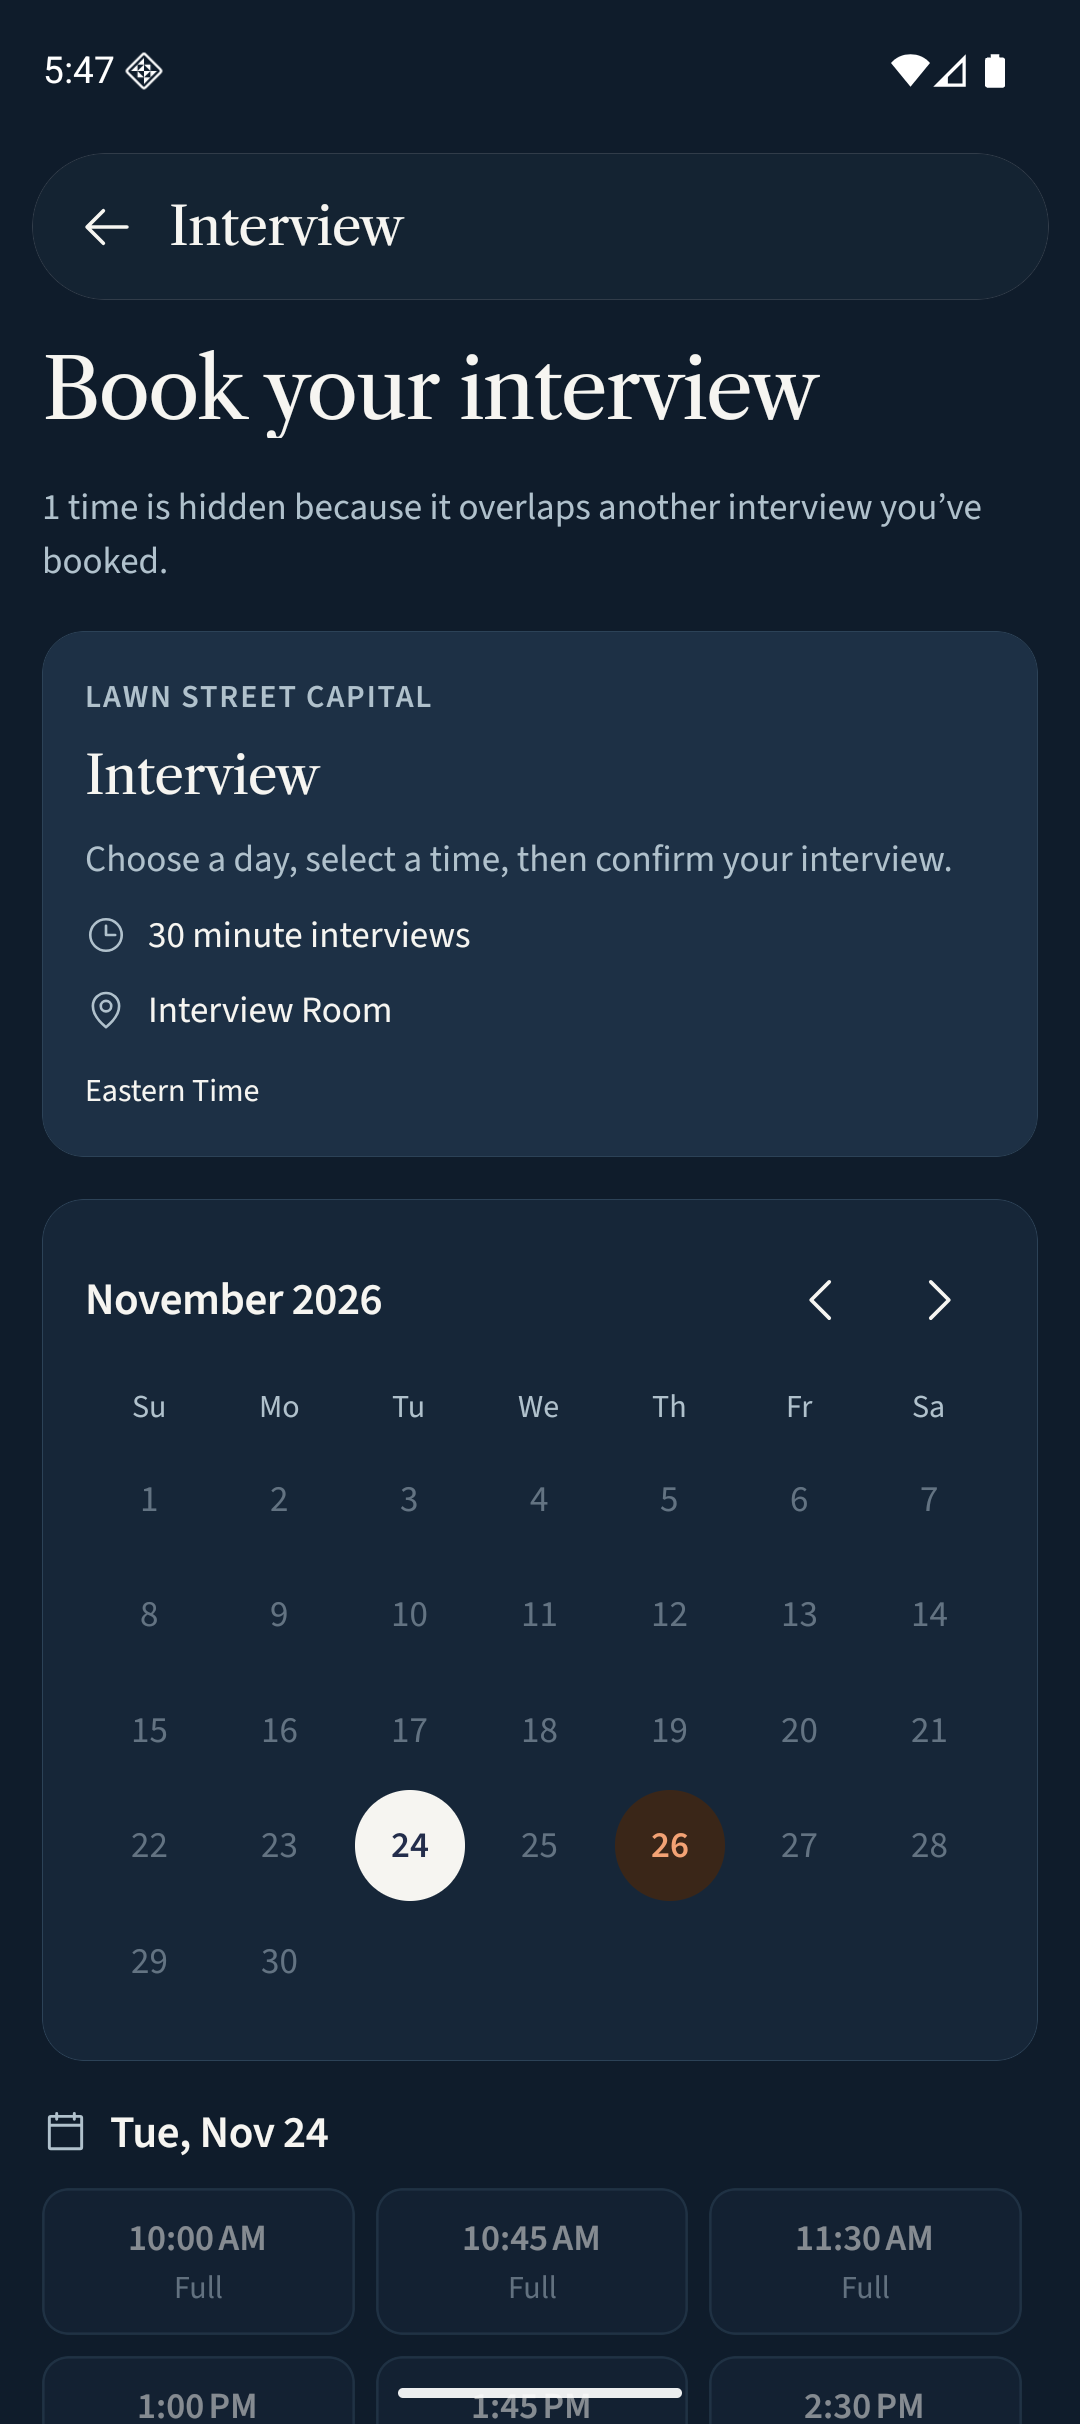 5:47
Interview
Book your interview
1 time is hidden because it overlaps another interview you’ve
booked.
LAWN STREET CAPITAL
Interview
Choose a day, select a time, then confirm your interview.
30 minute interviews
Interview Room
Eastern Time
November 2026
Su Mo Tu We Th Fr Sa
1 2 3 4 5 6 7
8 9 10 11 12 13 14
15 16 17 18 19 20 21
22 23 24 25 26 27 28
29 30
Tue, Nov 24
10:00 AM 10:45 AM 11:30 AM
Full Full Full
1:00 PM 1:45 PM 2:30 PM